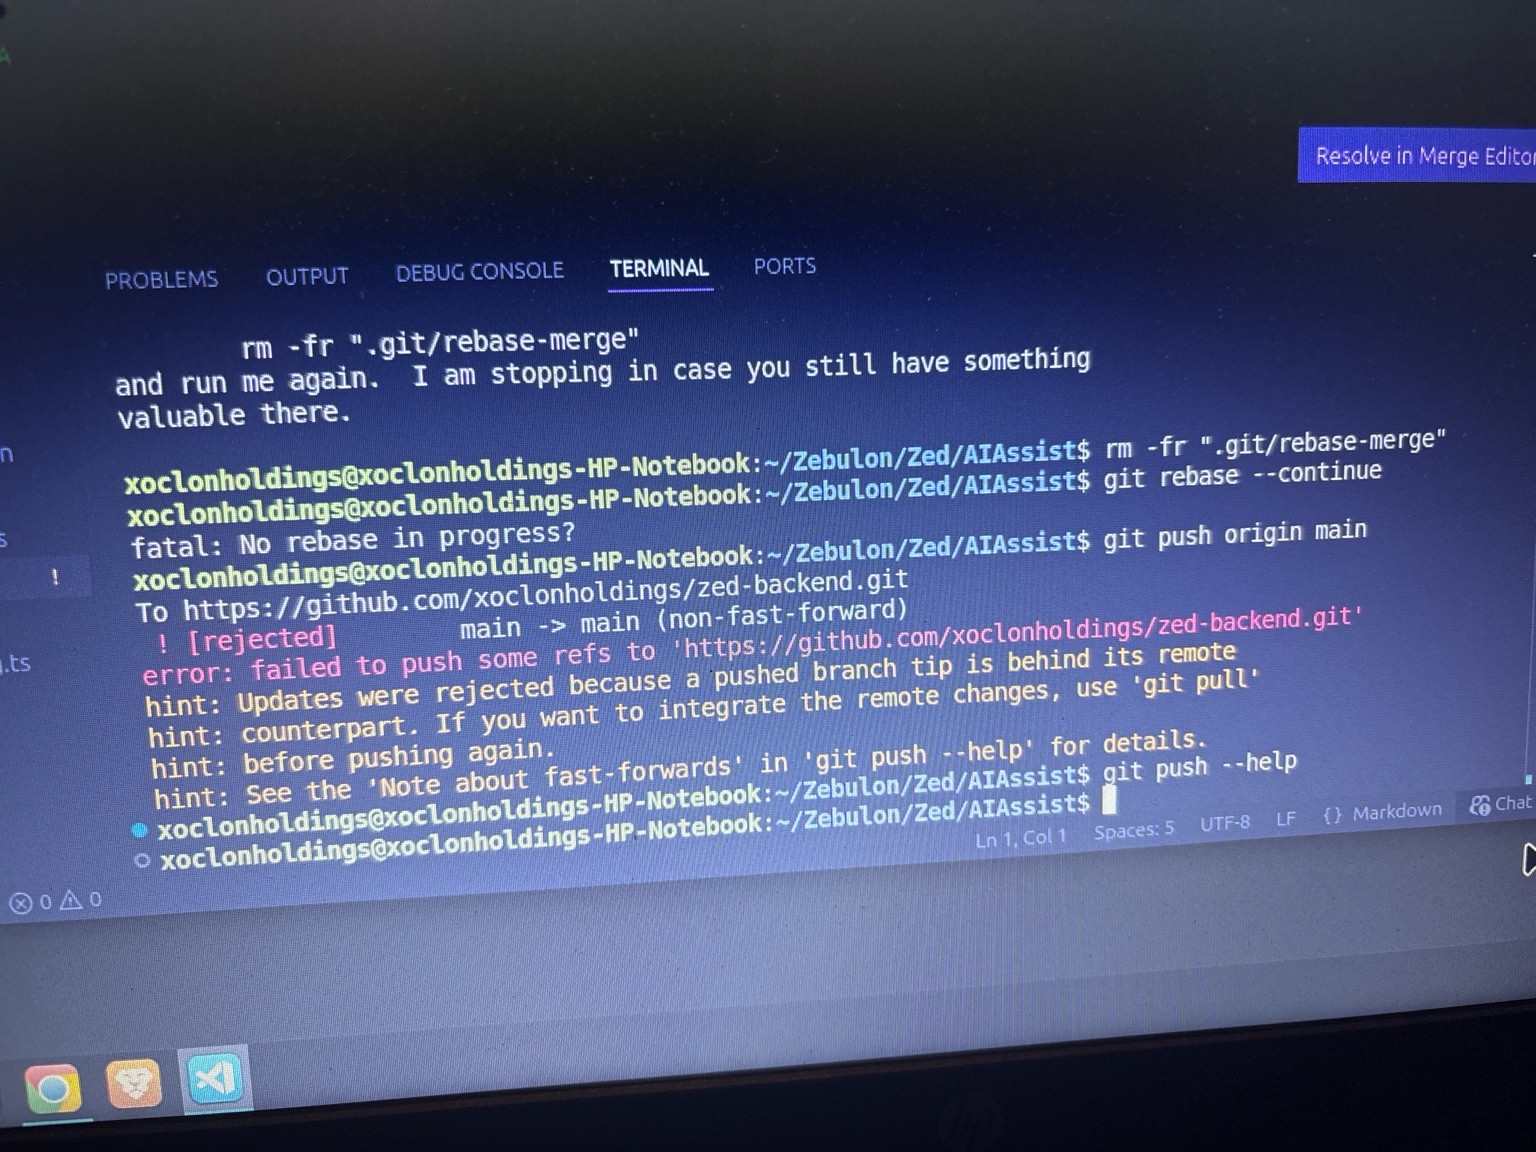 Resolve in Merge Editor
PROBLEMS OUTPUT DEBUG CONSOLE TERMINAL PORTS
rm -fr ".git/rebase-merge"
and run me again.  I am stopping in case you still have something
valuable there.
xoclonholdings@xoclonholdings-HP-Notebook:~/Zebulon/Zed/AIAssist$ rm -fr ".git/rebase-merge"
xoclonholdings@xoclonholdings-HP-Notebook:~/Zebulon/Zed/AIAssist$ git rebase --continue
fatal: No rebase in progress?
xoclonholdings@xoclonholdings-HP-Notebook:~/Zebulon/Zed/AIAssist$ git push origin main
To https://github.com/xoclonholdings/zed-backend.git
! [rejected]        main -> main (non-fast-forward)
error: failed to push some refs to 'https://github.com/xoclonholdings/zed-backend.git'
hint: Updates were rejected because a pushed branch tip is behind its remote
hint: counterpart. If you want to integrate the remote changes, use 'git pull'
hint: before pushing again.
hint: See the 'Note about fast-forwards' in 'git push --help' for details.
xoclonholdings@xoclonholdings-HP-Notebook:~/Zebulon/Zed/AIAssist$ git push --help
xoclonholdings@xoclonholdings-HP-Notebook:~/Zebulon/Zed/AIAssist$
n
s
!
.ts
0 0
Ln 1, Col 1 Spaces: 5 UTF-8 LF {} Markdown Chat